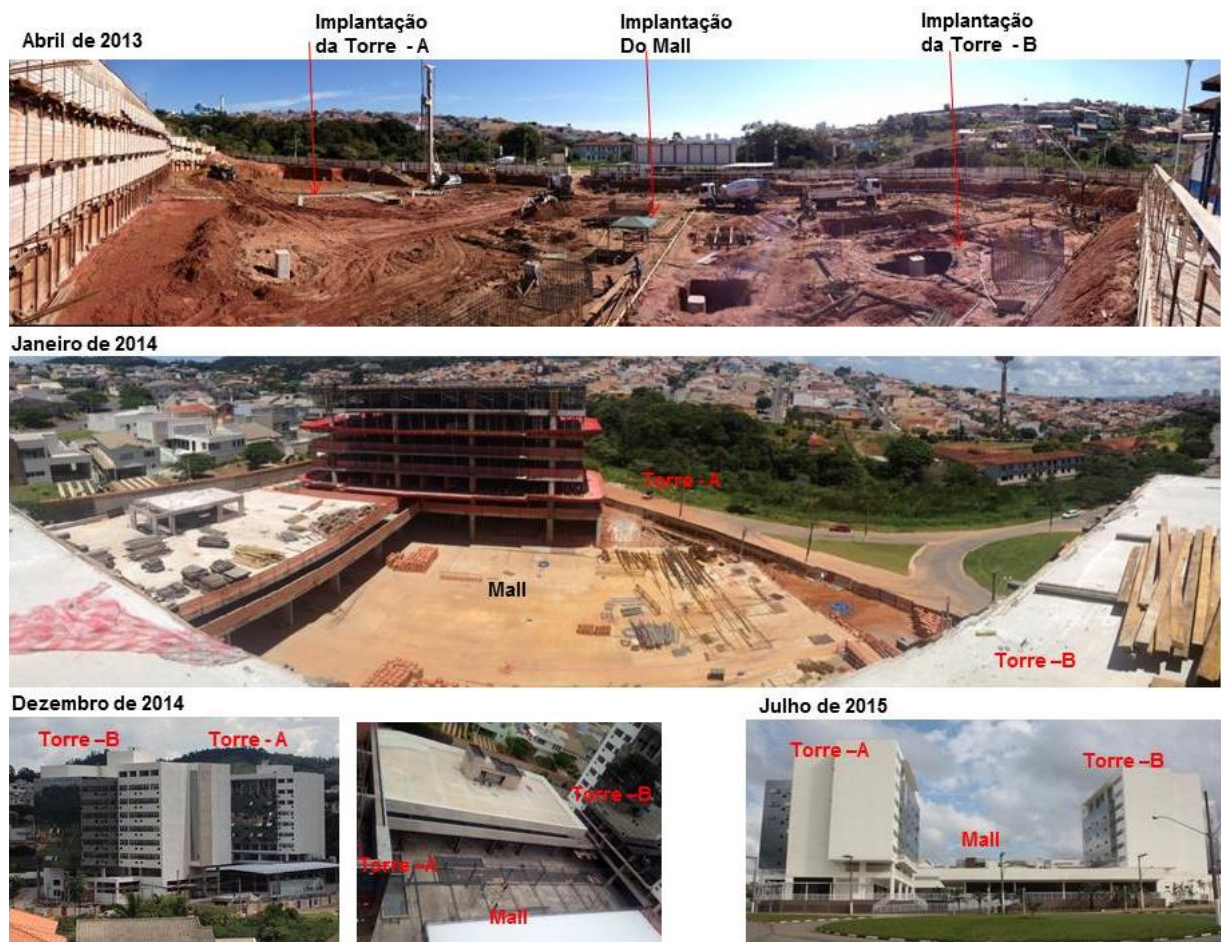 Abril de 2013
Implantação
da Torre - A
Implantação
Do Mall
Implantação
da Torre - B
Janeiro de 2014
Torre - A
Mall
Torre –B
Dezembro de 2014
Torre –B
Torre - A
Torre –B
Torre –A
Mall
Julho de 2015
Torre –A
Torre –B
Mall